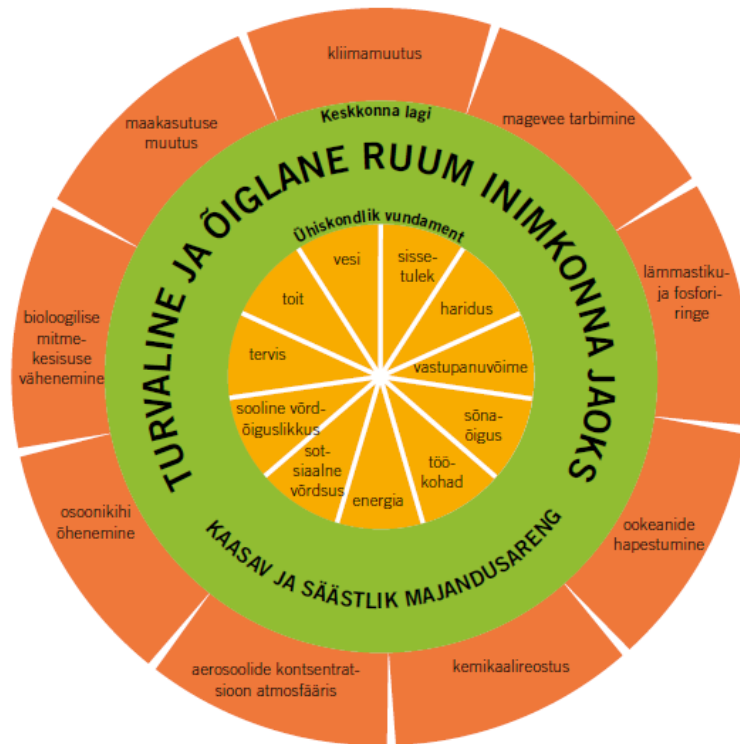 kliimamuutus
magevee tarbimine
lämmastiku-
ja fosfori-
ringe
ookeanide
hapestumine
kemikaalireostus
aerosoolide kontsentrat-
sioon atmosfääris
osoonikihi
õhenemine
bioloogilise
mitme-
kesisuse
vähenemine
maakasutuse
muutus
Keskkonna lagi
TURVALINE JA ÕIGLANE RUUM INIMKONNA JAOKS
KAASAV JA SÄÄSTLIK MAJANDUSARENG
Ühiskondlik vundament
vesi
sisse-
tulek
haridus
vastupanuvõime
sõna-
õigus
töö-
kohad
energia
sot-
siaalne
võrdsus
sooline võrd-
õiguslikkus
tervis
toit